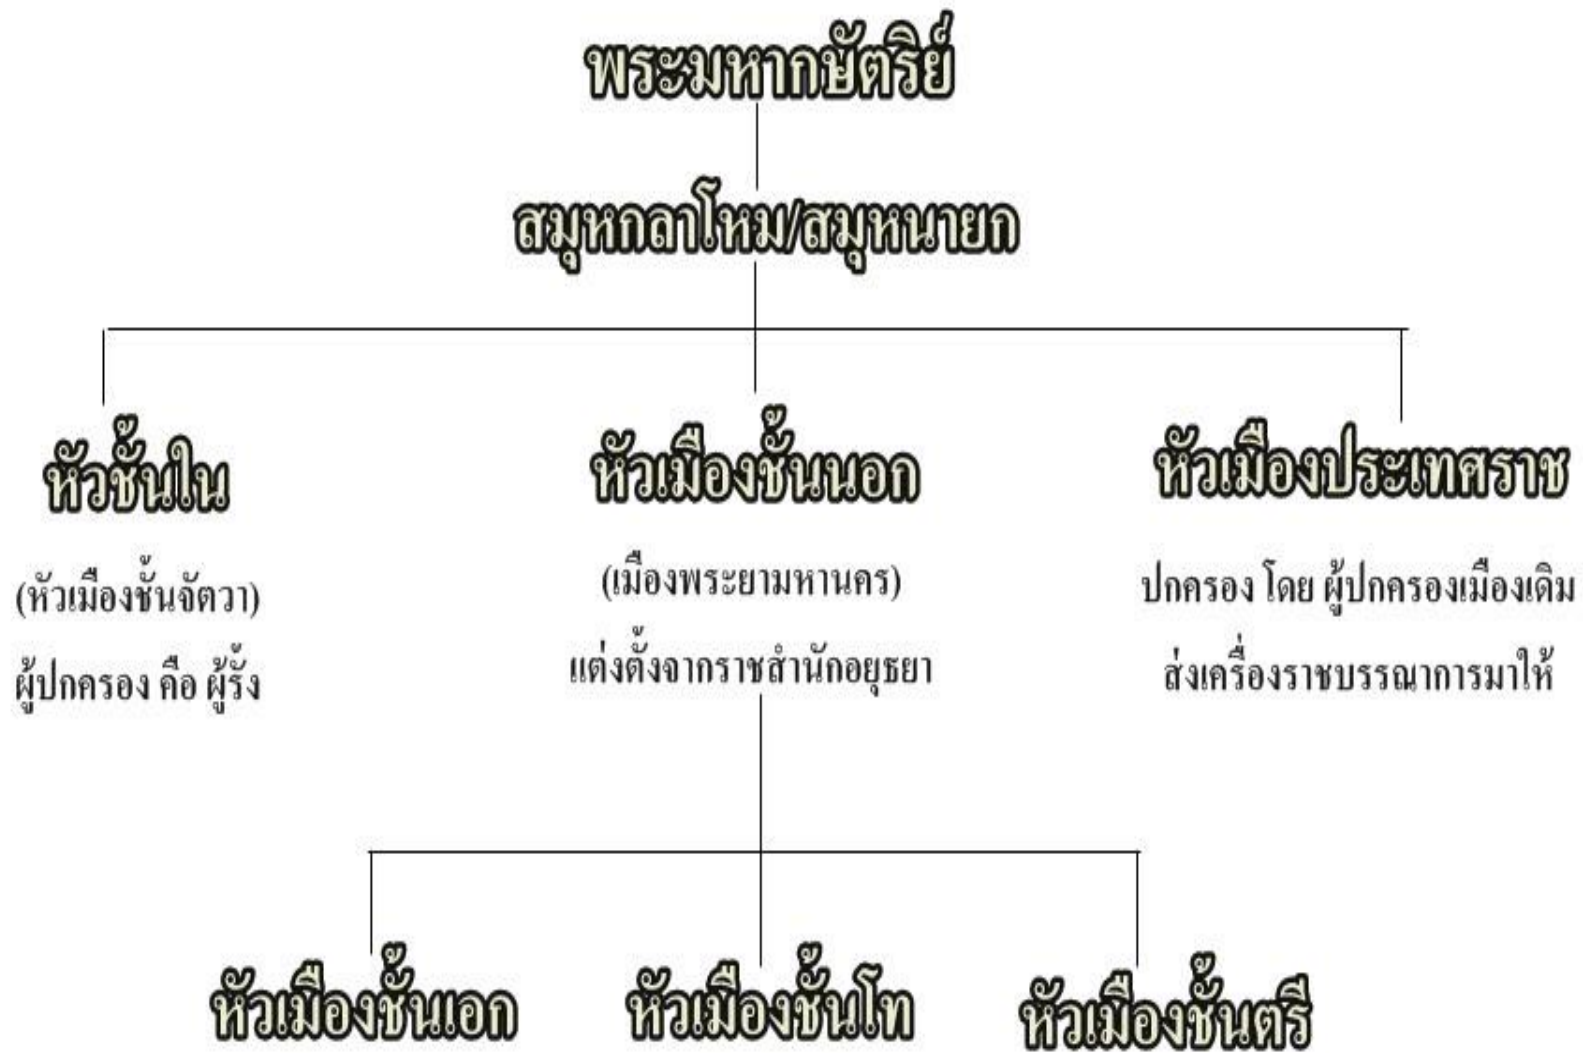 พระมหากษัตริย์
สมุหกลาโหม/สมุหนายก
หัวชั้นใน
(หัวเมืองชั้นจัตวา)
ผู้ปกครอง คือ ผู้รั้ง
หัวเมืองชั้นนอก
(เมืองพระยามหานคร)
แต่งตั้งจากราชสำนักอยุธยา
หัวเมืองประเทศราช
ปกครอง โดย ผู้ปกครองเมืองเดิม
ส่งเครื่องราชบรรณาการมาให้
หัวเมืองชั้นเอก
หัวเมืองชั้นโท
หัวเมืองชั้นตรี